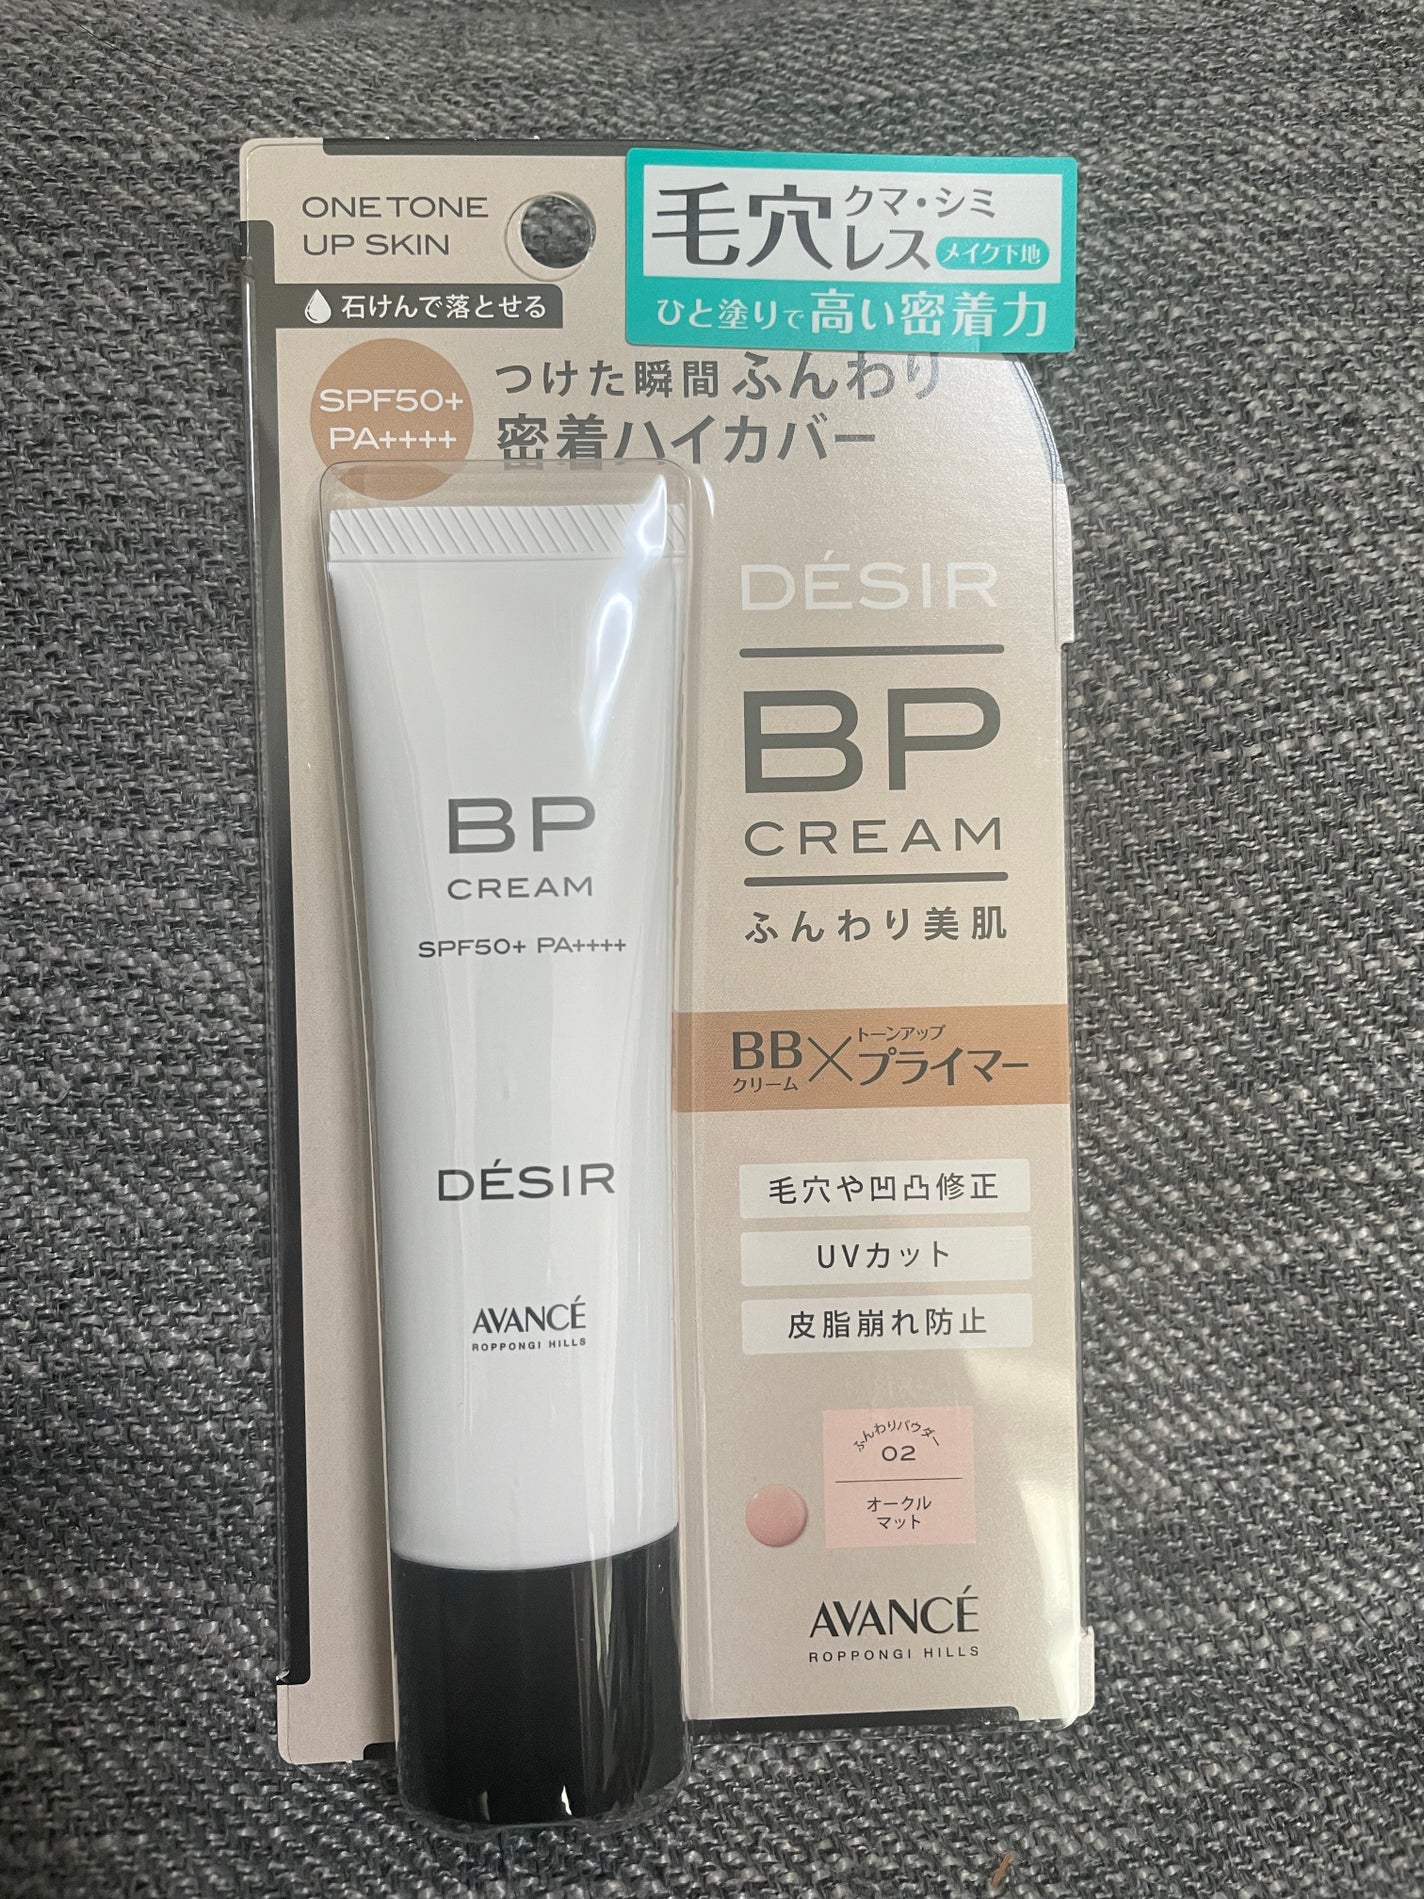 ONE TONE
UP SKIN
石けんで落とせる
毛穴レス
クマ・シミ
メイク下地
ひと塗りで高い密着力
SPF50+
PA++++
つけた瞬間ふんわり
密着ハイカバー
DÉSIR
BP
CREAM
ふんわり美肌
BBクリーム×トーンアッププライマー
毛穴や凹凸修正
UVカット
皮脂崩れ防止
ふんわりパウダー
02
オークル
マット
AVANCÉ
ROPPONGI HILLS
BP
CREAM
SPF50+ PA++++
DÉSIR
AVANCÉ
ROPPONGI HILLS